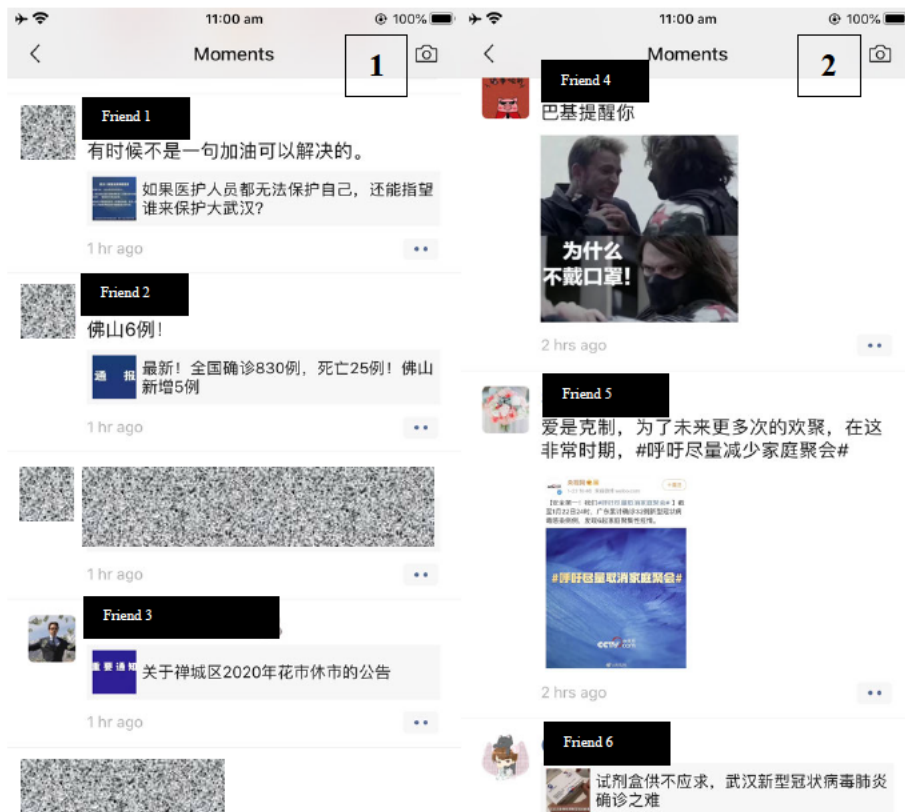 11:00 am
100%
Moments
1
Friend 1
有时候不是一句加油可以解决的。
如果医护人员都无法保护自己，还能指望
谁来保护大武汉？
1 hr ago
Friend 2
佛山6例！
通 报
最新！全国确诊830例，死亡25例！佛山
新增5例
1 hr ago
1 hr ago
Friend 3
重要通知
关于禅城区2020年花市休市的公告
1 hr ago
11:00 am
100%
Moments
2
Friend 4
巴基提醒你
为什么
不戴口罩！
2 hrs ago
Friend 5
爱是克制，为了未来更多次的欢聚，在这
非常时期，#呼吁尽量减少家庭聚会#
#呼吁尽量取消家庭聚会#
CCTV
2 hrs ago
Friend 6
试剂盒供不应求，武汉新型冠状病毒肺炎
确诊之难